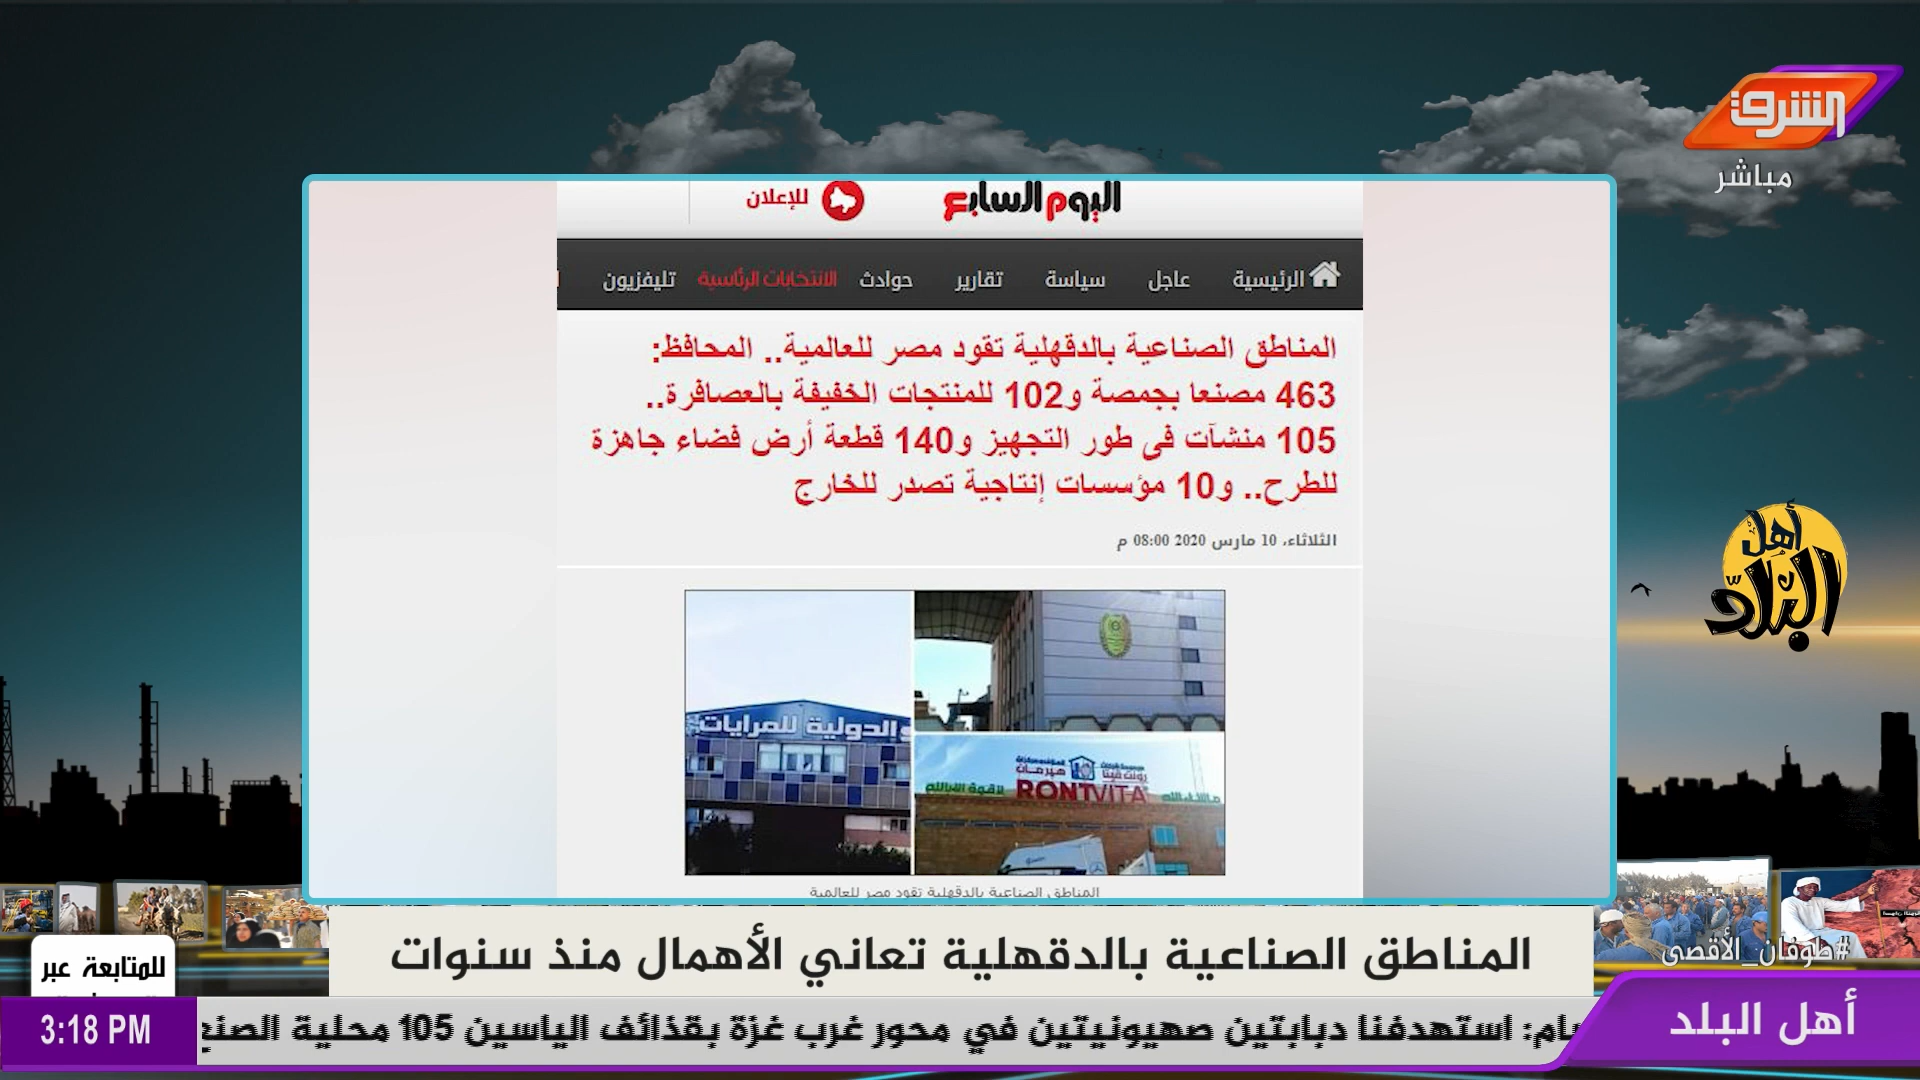 الشرق
مباشر
اليوم السابع
للإعلان
الرئيسية عاجل سياسة تقارير حوادث الانتخابات الرئاسية تليفزيون
المناطق الصناعية بالدقهلية تقود مصر للعالمية.. المحافظ:
463 مصنعا بجمصة و102 للمنتجات الخفيفة بالعصافرة..
105 منشآت فى طور التجهيز و140 قطعة أرض فضاء جاهزة
للطرح.. و10 مؤسسات إنتاجية تصدر للخارج
الثلاثاء، 10 مارس 2020 08:00 م
الدولية للمرايات
رونت فيتا
RONTVITA
المناطق الصناعية بالدقهلية تقود مصر للعالمية
أهل
البلد
المناطق الصناعية بالدقهلية تعاني الأهمال منذ سنوات
#طوفان_الأقصى
للمتابعة عبر
أهل البلد
سام: استهدفنا دبابتين صهيونيتين في محور غرب غزة بقذائف الياسين 105 محلية الصنع
3:18 PM